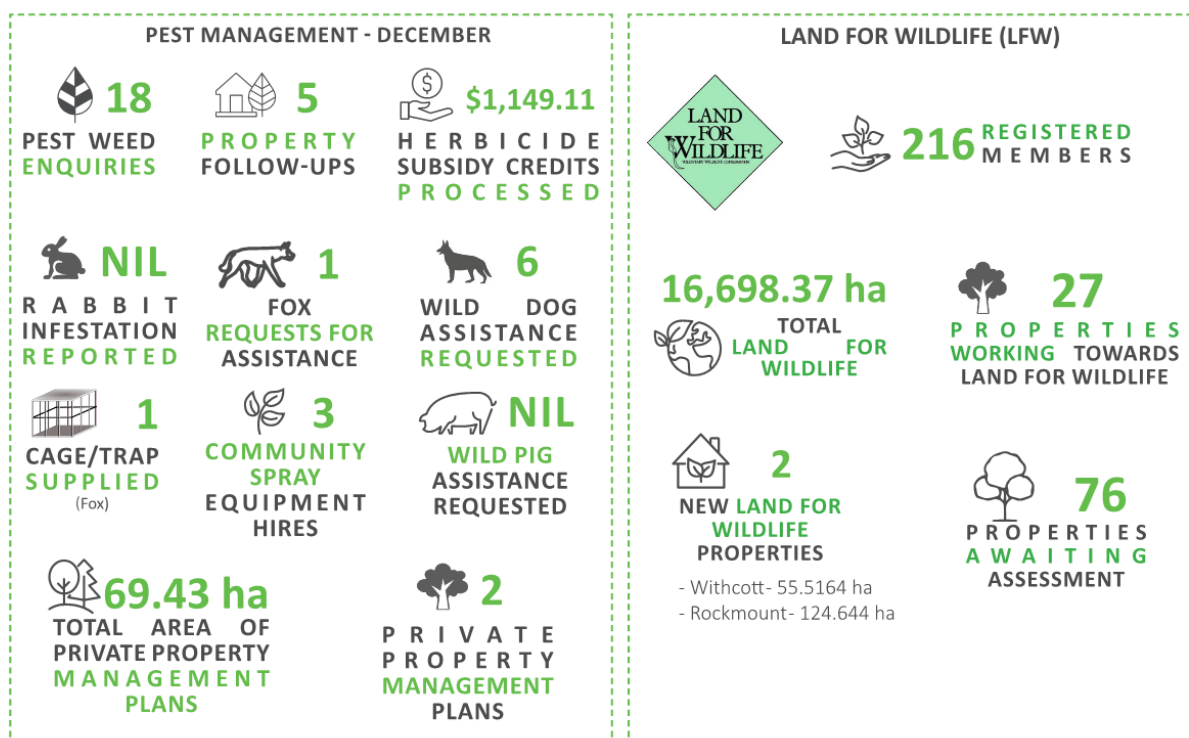 PEST MANAGEMENT - DECEMBER
18
PEST WEED
ENQUIRIES
5
PROPERTY
FOLLOW-UPS
$1,149.11
HERBICIDE
SUBSIDY CREDITS
PROCESSED
NIL
RABBIT
INFESTATION
REPORTED
1
FOX
REQUESTS FOR
ASSISTANCE
6
WILD DOG
ASSISTANCE
REQUESTED
1
CAGE/TRAP
SUPPLIED
(Fox)
3
COMMUNITY
SPRAY
EQUIPMENT
HIRES
NIL
WILD PIG
ASSISTANCE
REQUESTED
69.43 ha
TOTAL AREA OF
PRIVATE PROPERTY
MANAGEMENT
PLANS
2
PRIVATE
PROPERTY
MANAGEMENT
PLANS
LAND FOR WILDLIFE (LFW)
LAND
FOR
WILDLIFE
VOLUNTARY WILDLIFE CONSERVATION
216 REGISTERED
MEMBERS
16,698.37 ha
TOTAL
LAND FOR
WILDLIFE
27
PROPERTIES
WORKING TOWARDS
LAND FOR WILDLIFE
2
NEW LAND FOR
WILDLIFE
PROPERTIES
- Withcott- 55.5164 ha
- Rockmount- 124.644 ha
76
PROPERTIES
AWAITING
ASSESSMENT